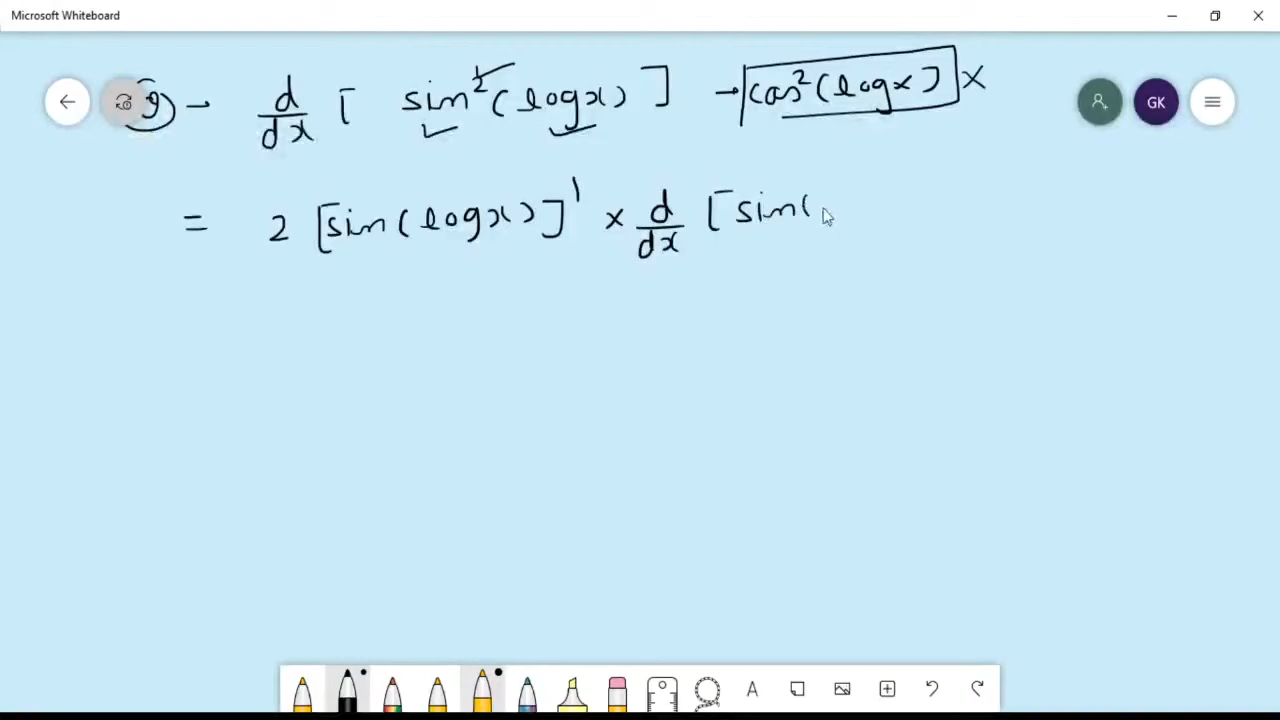 Microsoft Whiteboard
9) → d/dx [ sin²(logx) ] → cos²(logx) ×
GK
= 2 [sin(logx)]¹ × d/dx [sin(
A